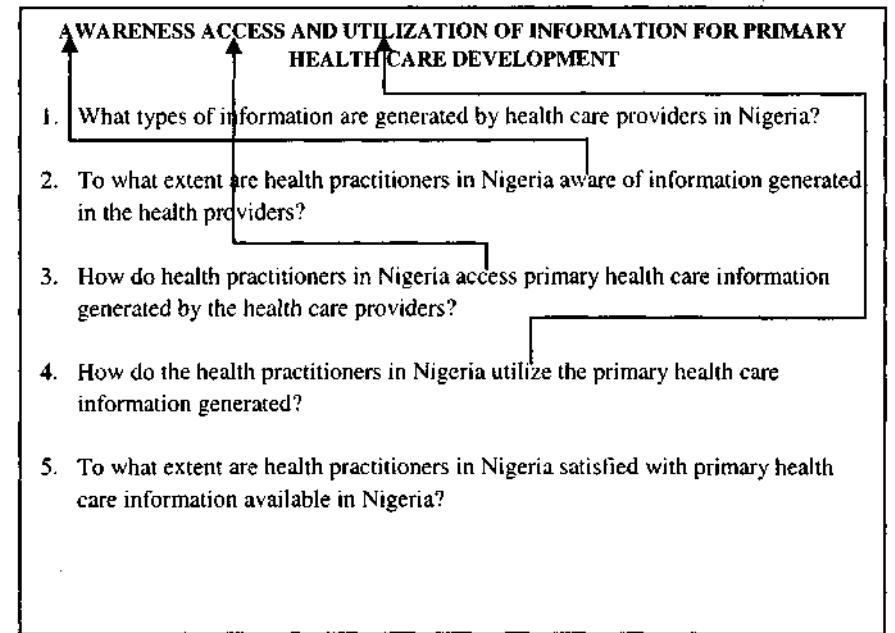 AWARENESS ACCESS AND UTILIZATION OF INFORMATION FOR PRIMARY
HEALTH CARE DEVELOPMENT
1. What types of information are generated by health care providers in Nigeria?
2. To what extent are health practitioners in Nigeria aware of information generated
in the health providers?
3. How do health practitioners in Nigeria access primary health care information
generated by the health care providers?
4. How do the health practitioners in Nigeria utilize the primary health care
information generated?
5. To what extent are health practitioners in Nigeria satisfied with primary health
care information available in Nigeria?